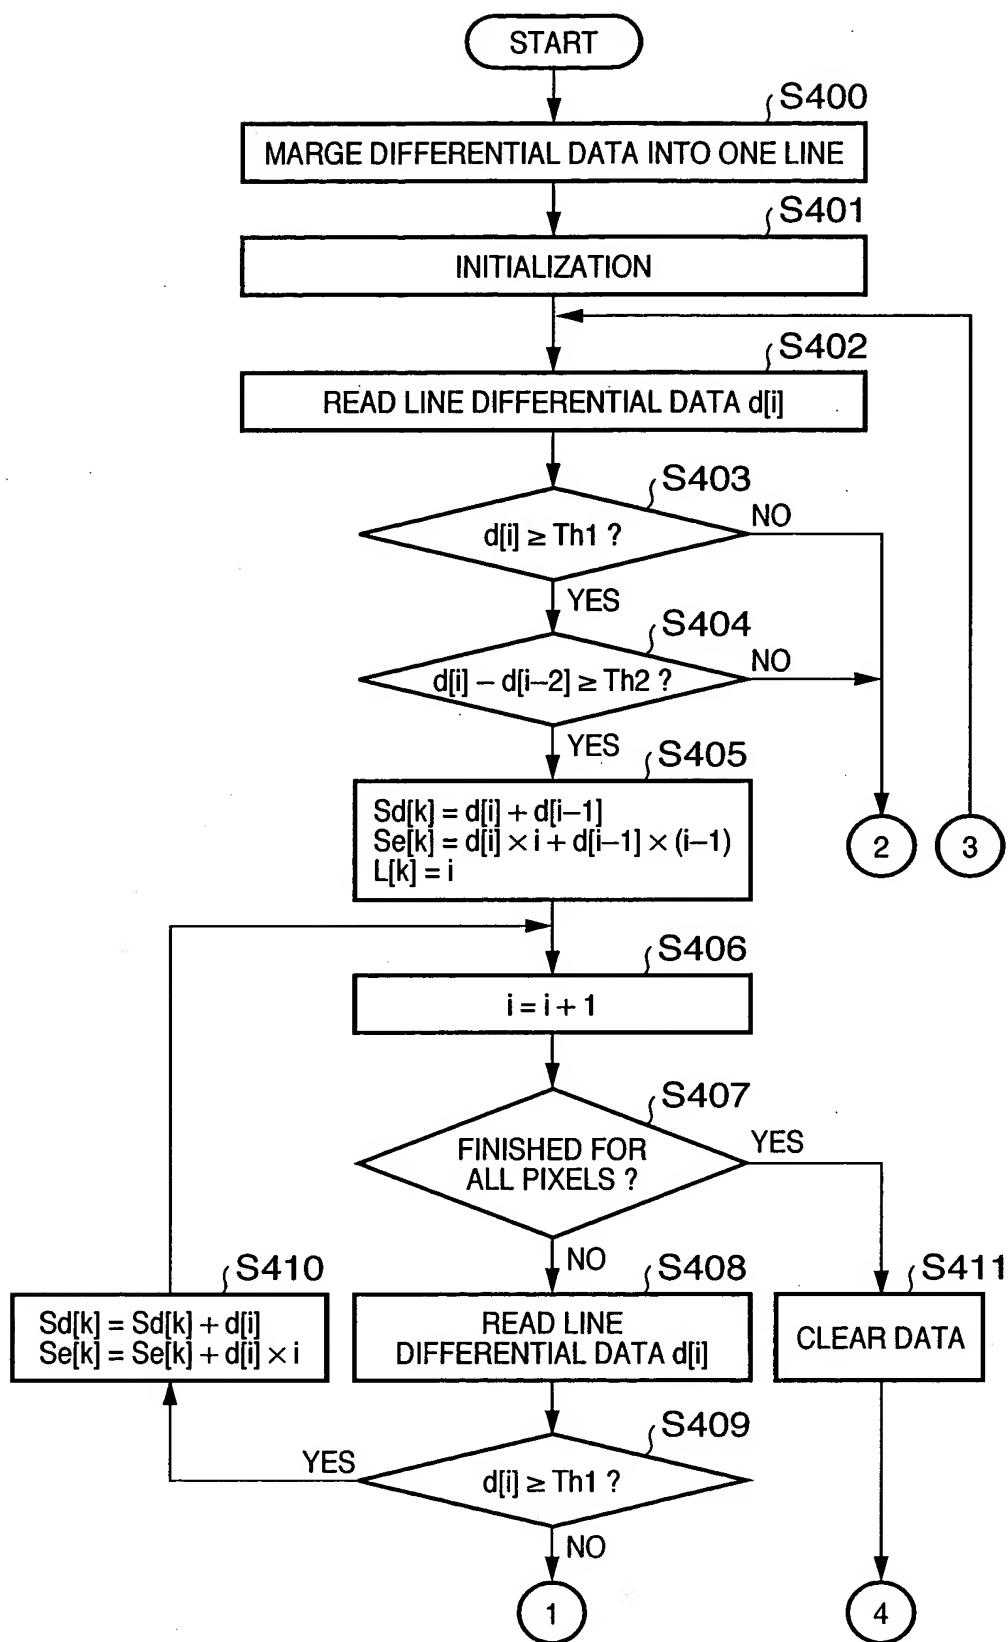 START
S400
MARGE DIFFERENTIAL DATA INTO ONE LINE
S401
INITIALIZATION
S402
READ LINE DIFFERENTIAL DATA d[i]
S403
d[i] ≥ Th1 ?
NO
YES
S404
d[i] – d[i–2] ≥ Th2 ?
NO
YES
S405
Sd[k] = d[i] + d[i–1]
Se[k] = d[i] × i + d[i–1] × (i–1)
L[k] = i
2
3
S406
i = i + 1
S407
FINISHED FOR
ALL PIXELS ?
YES
NO
S410
Sd[k] = Sd[k] + d[i]
Se[k] = Se[k] + d[i] × i
S408
READ LINE
DIFFERENTIAL DATA d[i]
S411
CLEAR DATA
S409
d[i] ≥ Th1 ?
YES
NO
1
4